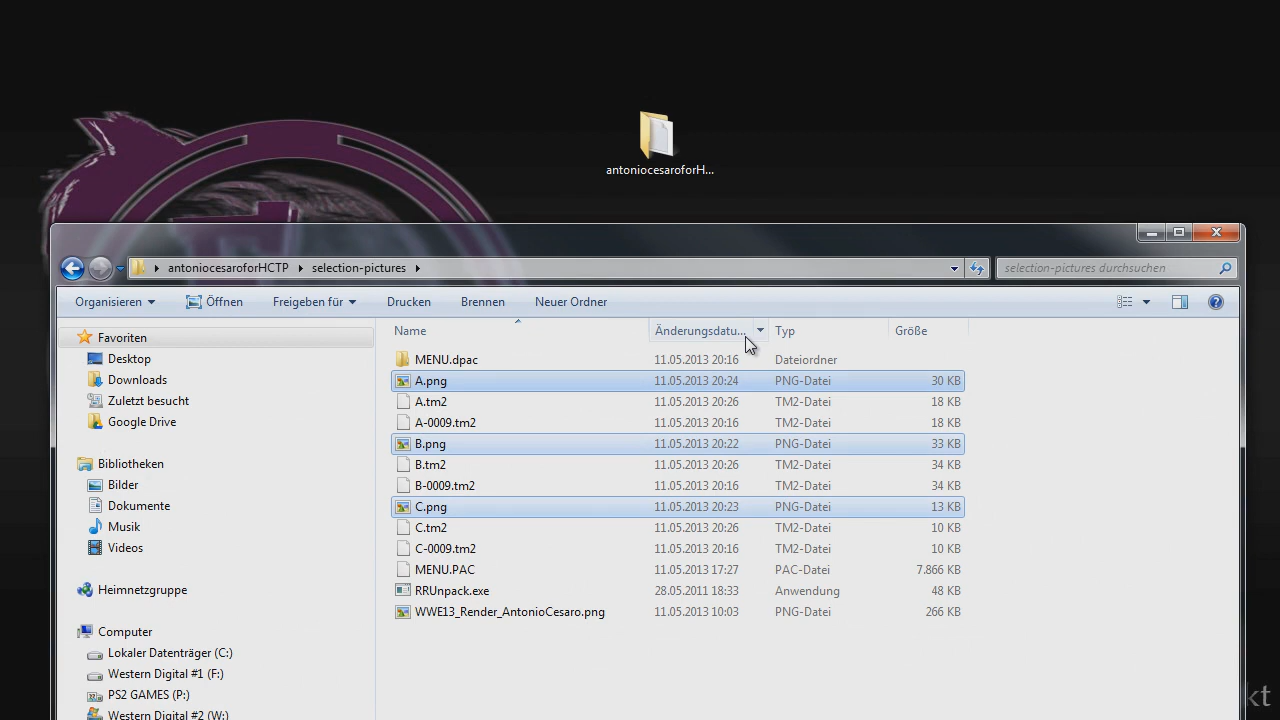 antoniocesaroforH...
antoniocesaroforHCTP selection-pictures
selection-pictures durchsuchen
Organisieren Öffnen Freigeben für Drucken Brennen Neuer Ordner
Favoriten
Desktop
Downloads
Zuletzt besucht
Google Drive
Bibliotheken
Bilder
Dokumente
Musik
Videos
Heimnetzgruppe
Computer
Lokaler Datenträger (C:)
Western Digital #1 (F:)
PS2 GAMES (P:)
Western Digital #2 (W:)
Name Änderungsdatu... Typ Größe
MENU.dpac 11.05.2013 20:16 Dateiordner
A.png 11.05.2013 20:24 PNG-Datei 30 KB
A.tm2 11.05.2013 20:26 TM2-Datei 18 KB
A-0009.tm2 11.05.2013 20:16 TM2-Datei 18 KB
B.png 11.05.2013 20:22 PNG-Datei 33 KB
B.tm2 11.05.2013 20:26 TM2-Datei 34 KB
B-0009.tm2 11.05.2013 20:16 TM2-Datei 34 KB
C.png 11.05.2013 20:23 PNG-Datei 13 KB
C.tm2 11.05.2013 20:26 TM2-Datei 10 KB
C-0009.tm2 11.05.2013 20:16 TM2-Datei 10 KB
MENU.PAC 11.05.2013 17:27 PAC-Datei 7.866 KB
RRUnpack.exe 28.05.2011 18:33 Anwendung 48 KB
WWE13_Render_AntonioCesaro.png 11.05.2013 10:03 PNG-Datei 266 KB
kt